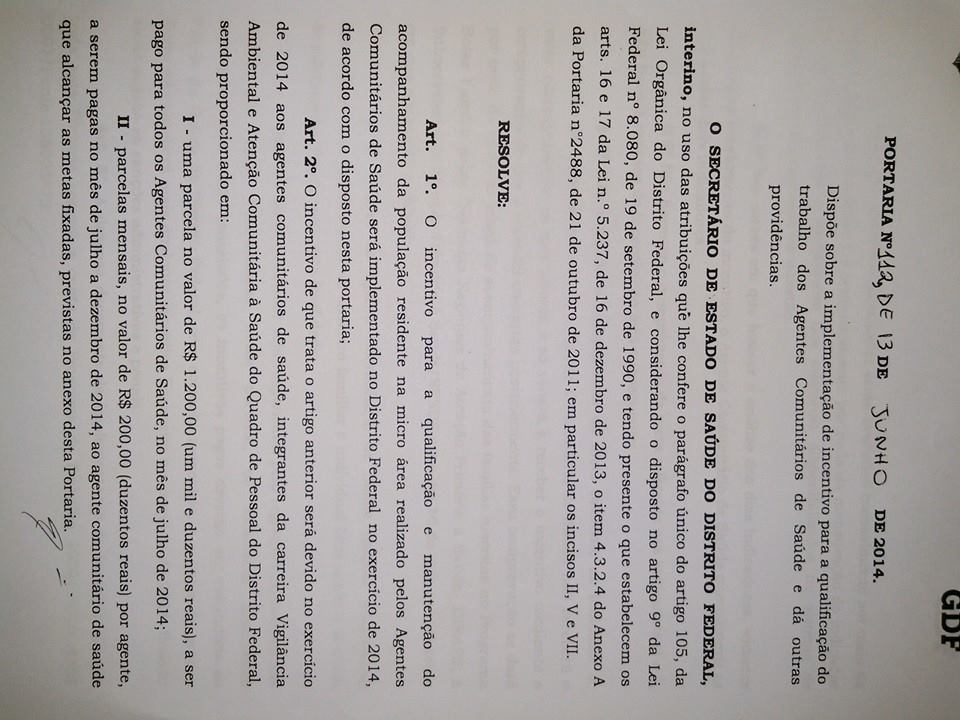 GDF
PORTARIA Nº 112, DE 13 DE JUNHO DE 2014.
Dispõe sobre a implementação de incentivo para a qualificação do
trabalho dos Agentes Comunitários de Saúde e dá outras
providências.
O SECRETÁRIO DE ESTADO DE SAÚDE DO DISTRITO FEDERAL,
interino, no uso das atribuições que lhe confere o parágrafo único do artigo 105, da
Lei Orgânica do Distrito Federal, e considerando o disposto no artigo 9º da Lei
Federal nº 8.080, de 19 de setembro de 1990, e tendo presente o que estabelecem os
arts. 16 e 17 da Lei n.º 5.237, de 16 de dezembro de 2013, o item 4.3.2.4 do Anexo A
da Portaria nº2488, de 21 de outubro de 2011; em particular os incisos II, V e VII.
RESOLVE:
Art. 1º. O incentivo para a qualificação e manutenção do
acompanhamento da população residente na micro área realizado pelos Agentes
Comunitários de Saúde será implementado no Distrito Federal no exercício de 2014,
de acordo com o disposto nesta portaria;
Art. 2º. O incentivo de que trata o artigo anterior será devido no exercício
de 2014 aos agentes comunitários de saúde, integrantes da carreira Vigilância
Ambiental e Atenção Comunitária à Saúde do Quadro de Pessoal do Distrito Federal,
sendo proporcionado em:
I - uma parcela no valor de R$ 1.200,00 (um mil e duzentos reais), a ser
pago para todos os Agentes Comunitários de Saúde, no mês de julho de 2014;
II - parcelas mensais, no valor de R$ 200,00 (duzentos reais) por agente,
a serem pagas no mês de julho a dezembro de 2014, ao agente comunitário de saúde
que alcançar as metas fixadas, previstas no anexo desta Portaria.